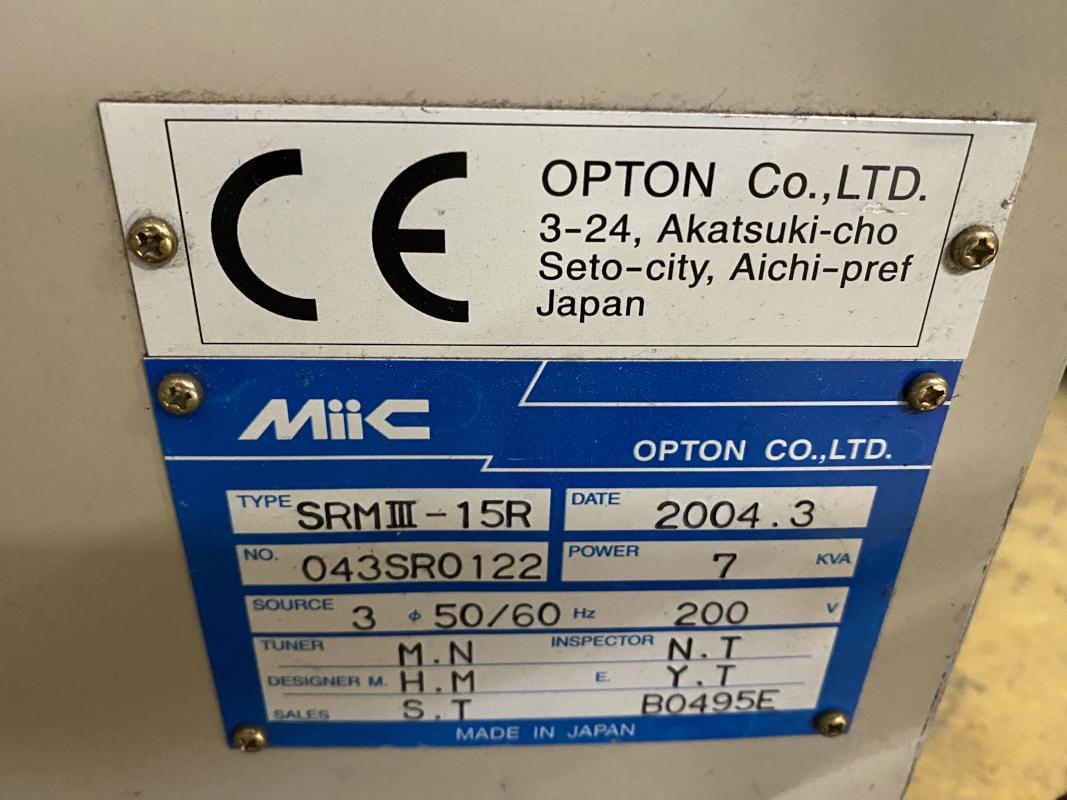 CE
OPTON Co.,LTD.
3-24, Akatsuki-cho
Seto-city, Aichi-pref
Japan
MiiC
OPTON CO.,LTD.
TYPE SRMⅢ-15R DATE 2004.3
NO. 043SR0122 POWER 7 KVA
SOURCE 3 φ 50/60 Hz 200 V
TUNER M.N INSPECTOR N.T
DESIGNER M. H.M E. Y.T
SALES S.T B0495E
MADE IN JAPAN